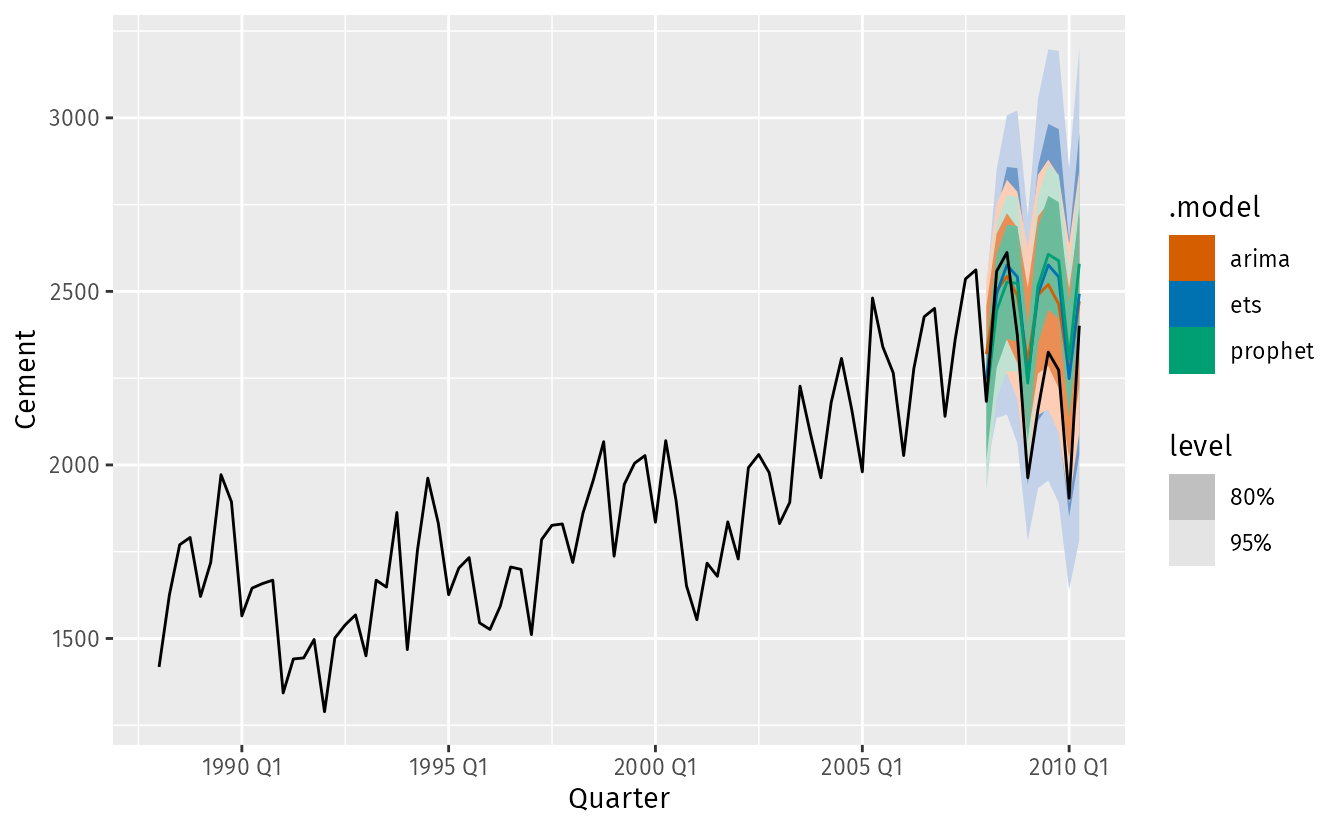 3000
2500
2000
1500
Cement
1990 Q1
1995 Q1
2000 Q1
2005 Q1
2010 Q1
Quarter
.model
arima
ets
prophet
level
80%
95%